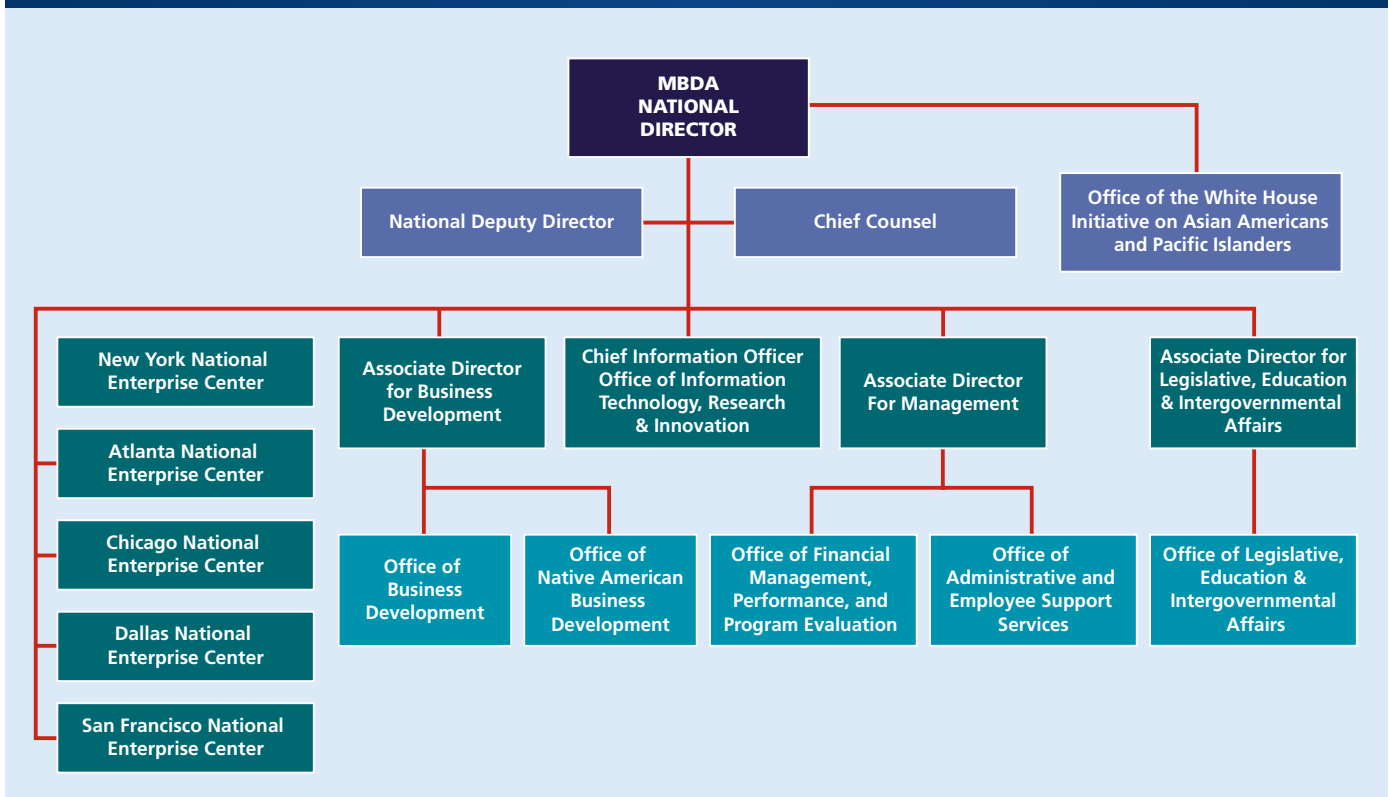 MBDA
NATIONAL
DIRECTOR
National Deputy Director
Chief Counsel
Office of the White House
Initiative on Asian Americans
and Pacific Islanders
New York National
Enterprise Center
Atlanta National
Enterprise Center
Chicago National
Enterprise Center
Dallas National
Enterprise Center
San Francisco National
Enterprise Center
Associate Director
for Business
Development
Chief Information Officer
Office of Information
Technology, Research
& Innovation
Associate Director
For Management
Associate Director for
Legislative, Education
& Intergovernmental
Affairs
Office of
Business
Development
Office of
Native American
Business
Development
Office of Financial
Management,
Performance, and
Program Evaluation
Office of
Administrative and
Employee Support
Services
Office of Legislative,
Education &
Intergovernmental
Affairs